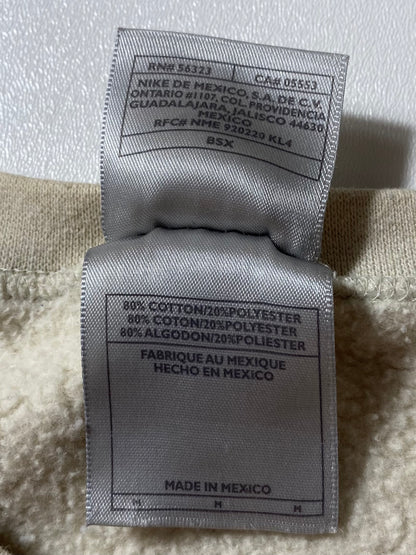 RN# 56323 CA# 05553
NIKE DE MEXICO, S.A. DE C.V.
ONTARIO #1107, COL. PROVIDENCIA
GUADALAJARA, JALISCO 44630
MEXICO
RFC# NME 920220 KL4
BSX
80% COTTON/20%POLYESTER
80% COTON/20%POLYESTER
80% ALGODON/20%POLIESTER
FABRIQUE AU MEXIQUE
HECHO EN MEXICO
MADE IN MEXICO
M M M